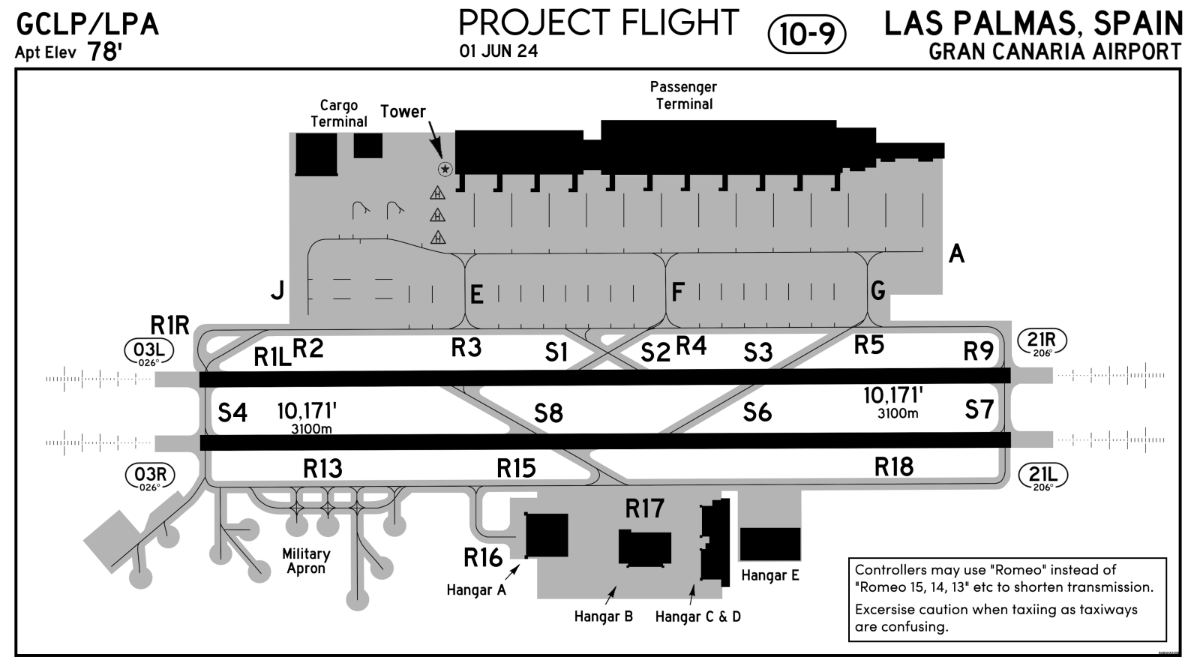 GCLP/LPA
Apt Elev 78'
PROJECT FLIGHT
01 JUN 24
10-9
LAS PALMAS, SPAIN
GRAN CANARIA AIRPORT
Passenger
Terminal
Cargo
Terminal
Tower
H
H
H
A
J
E
F
G
R1R
03L
026°
R1L
R2
R3
S1
S2
R4
S3
R5
R9
21R
206°
S4
10,171'
3100m
S8
S6
10,171'
3100m
S7
03R
026°
R13
R15
R18
21L
206°
R17
Military
Apron
R16
Hangar A
Hangar B
Hangar C & D
Hangar E
Controllers may use "Romeo" instead of
"Romeo 15, 14, 13" etc to shorten transmission.
Excersise caution when taxiing as taxiways
are confusing.